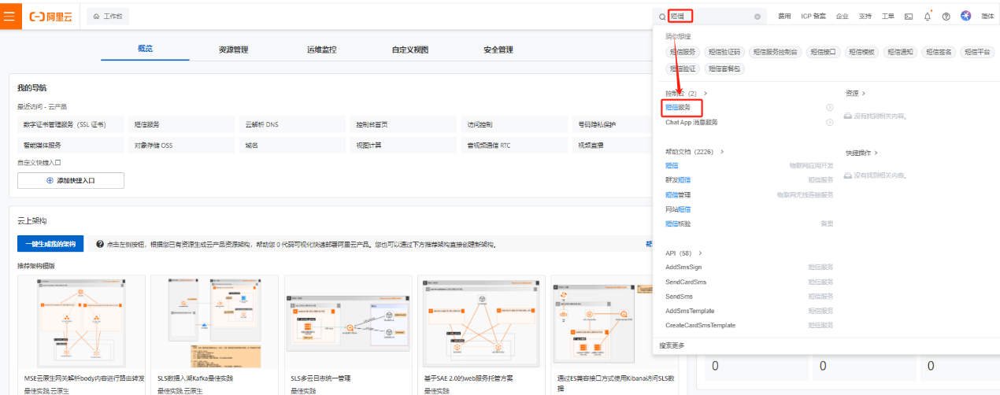 阿里云
工作台
短信
费用
ICP 备案
企业
支持
工单
简体
概览
资源管理
运维监控
自定义视图
安全管理
猜你想搜
短信服务
短信验证码
短信服务控制台
短信接口
短信模板
短信通知
短信签名
短信平台
短信验证
短信套餐包
控制台（2）
短信服务
Chat App 消息服务
资源
没有找到相关内容。
帮助文档（2226）
短信 物联网应用开发
群发短信 短信服务
短信管理 物联网无线连接服务
网站短信
短信核验 备案
快捷操作
没有找到相关内容。
API（58）
AddSmsSign 短信服务
SendCardSms 短信服务
SendSms 短信服务
AddSmsTemplate 短信服务
CreateCardSmsTemplate 短信服务
搜索更多
我的导航
最近访问 - 云产品
数字证书管理服务（SSL 证书）
短信服务
云解析 DNS
控制台首页
访问控制
号码隐私保护
智能媒体服务
对象存储 OSS
域名
视图计算
音视频通信 RTC
视频直播
自定义快捷入口
添加快捷入口
云上架构
一键生成我的架构
点击左侧按钮，根据您已有资源生成云产品资源架构，帮助您 0 代码可视化快速部署阿里云产品。您也可以通过下方推荐架构直接创建新架构。
推荐架构模版
MSE云原生网关解析body内容进行路由转发
最佳实践,云原生
SLS数据入湖Kafka最佳实践
最佳实践,云原生
SLS多云日志统一管理
最佳实践
基于SAE 2.0的web服务托管方案
最佳实践
通过ES兼容接口方式使用Kibana访问SLS数据
0
0
0